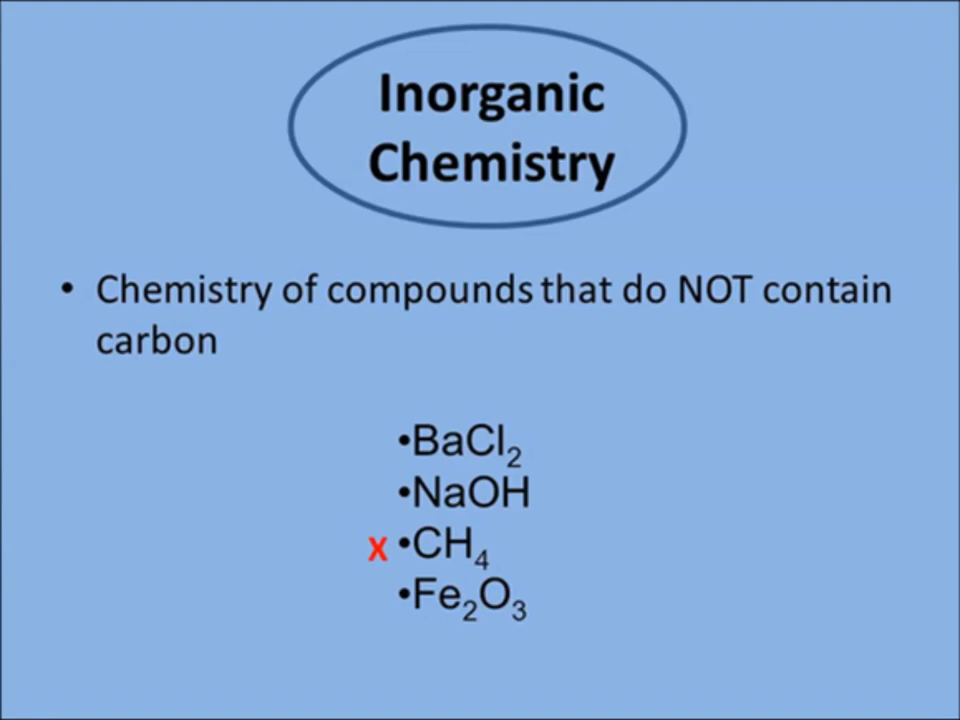 Inorganic
Chemistry
• Chemistry of compounds that do NOT contain
carbon
•BaCl₂
•NaOH
x •CH₄
•Fe₂O₃